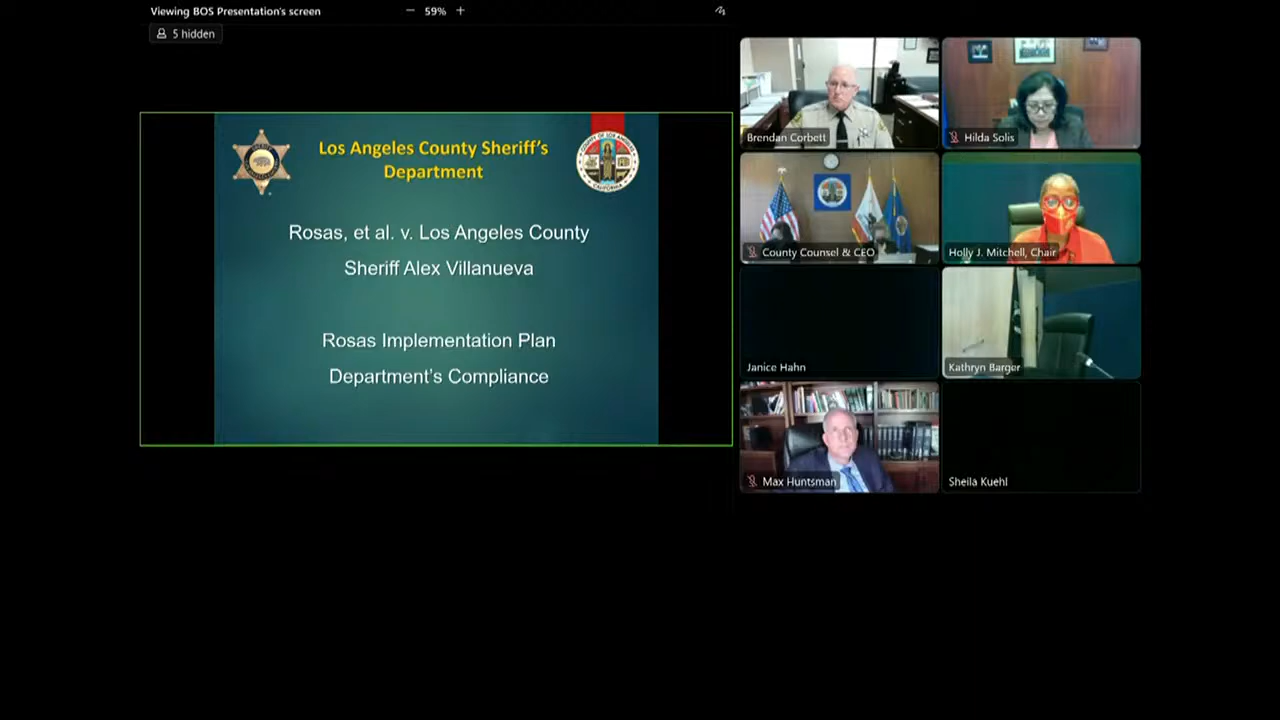 Viewing BOS Presentation's screen
59%
5 hidden
Los Angeles County Sheriff's
Department
Rosas, et al. v. Los Angeles County
Sheriff Alex Villanueva
Rosas Implementation Plan
Department's Compliance
Brendan Corbett
Hilda Solis
County Counsel & CEO
Holly J. Mitchell, Chair
Janice Hahn
Kathryn Barger
Max Huntsman
Sheila Kuehl